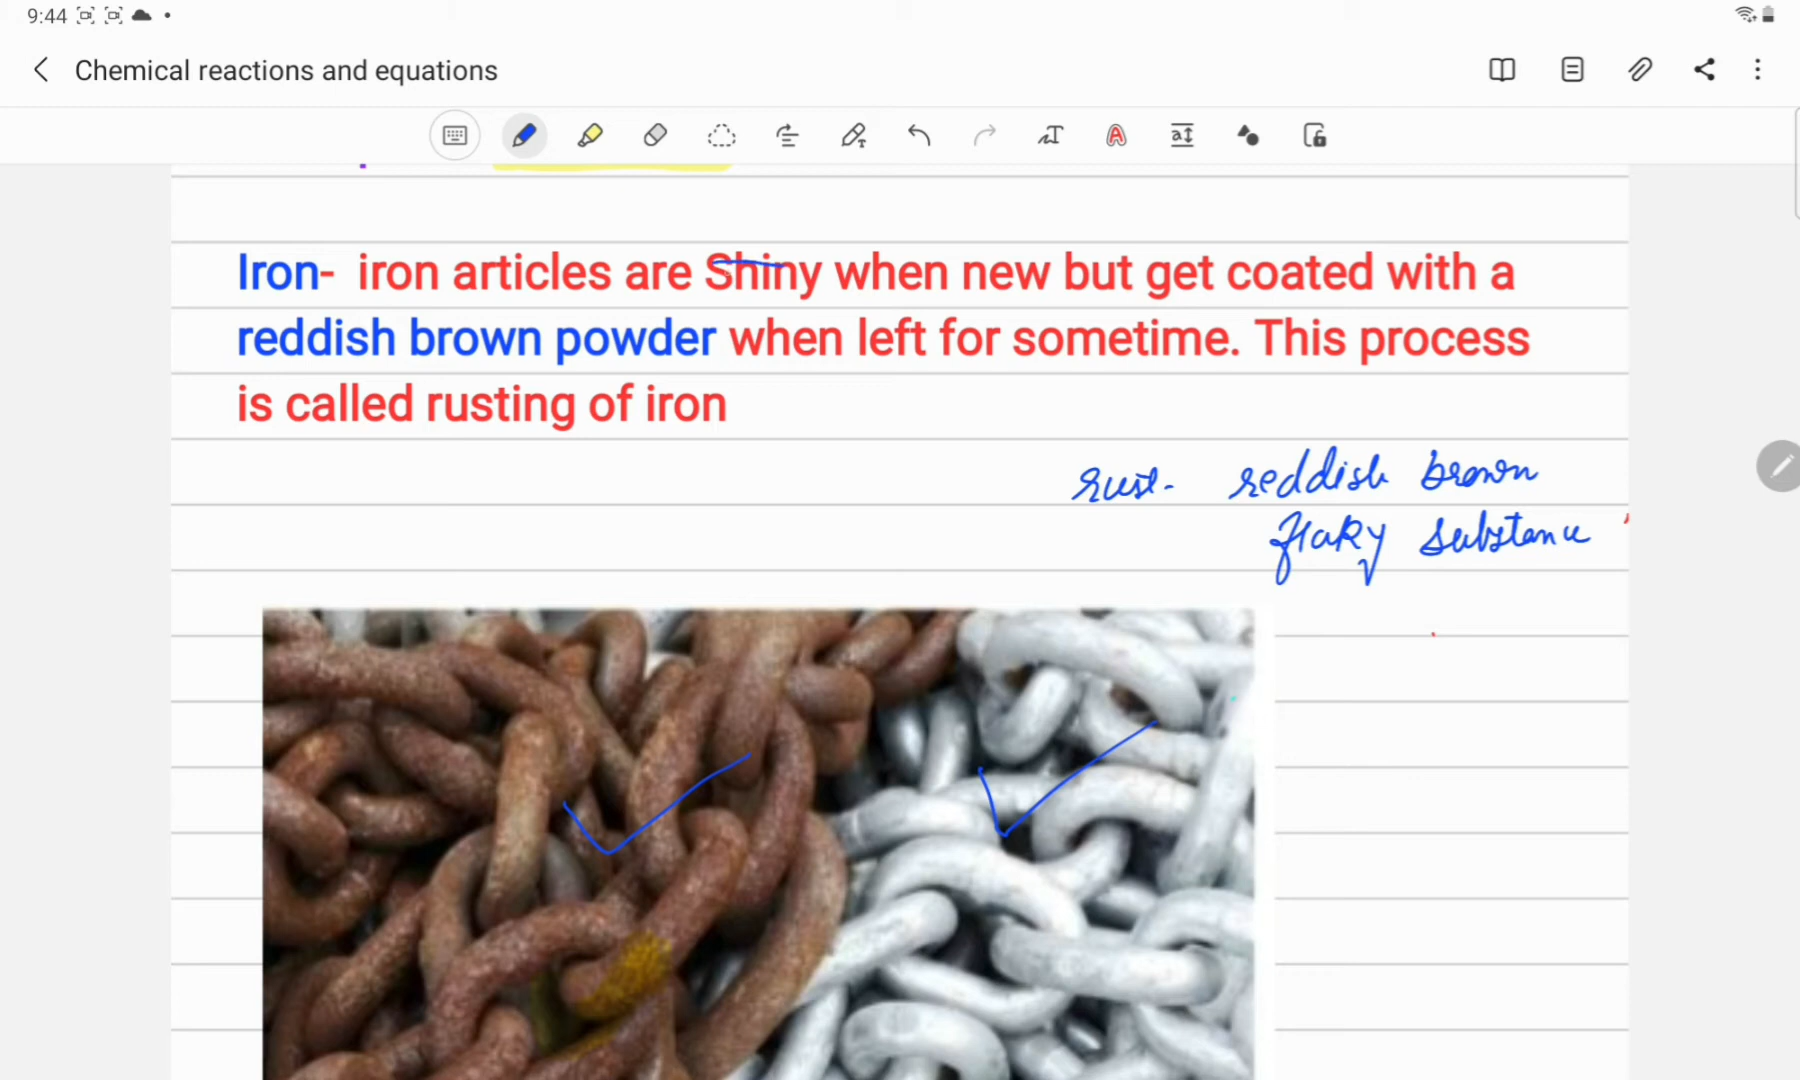 9:44
Chemical reactions and equations
Iron- iron articles are Shiny when new but get coated with a
reddish brown powder when left for sometime. This process
is called rusting of iron
rust- reddish brown
flaky substance